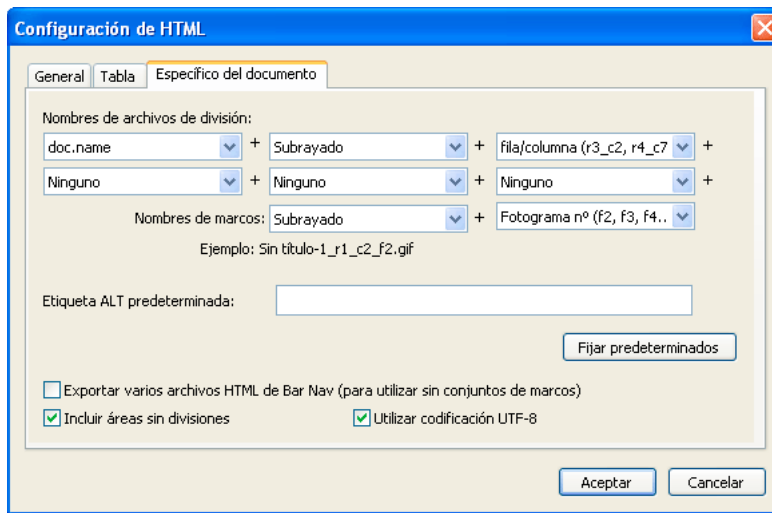 Configuración de HTML
General Tabla Específico del documento
Nombres de archivos de división:
doc.name + Subrayado + fila/columna (r3_c2, r4_c7 +
Ninguno + Ninguno + Ninguno +
Nombres de marcos: Subrayado + Fotograma nº (f2, f3, f4..
Ejemplo: Sin título-1_r1_c2_f2.gif
Etiqueta ALT predeterminada:
Fijar predeterminados
Exportar varios archivos HTML de Bar Nav (para utilizar sin conjuntos de marcos)
Incluir áreas sin divisiones Utilizar codificación UTF-8
Aceptar Cancelar